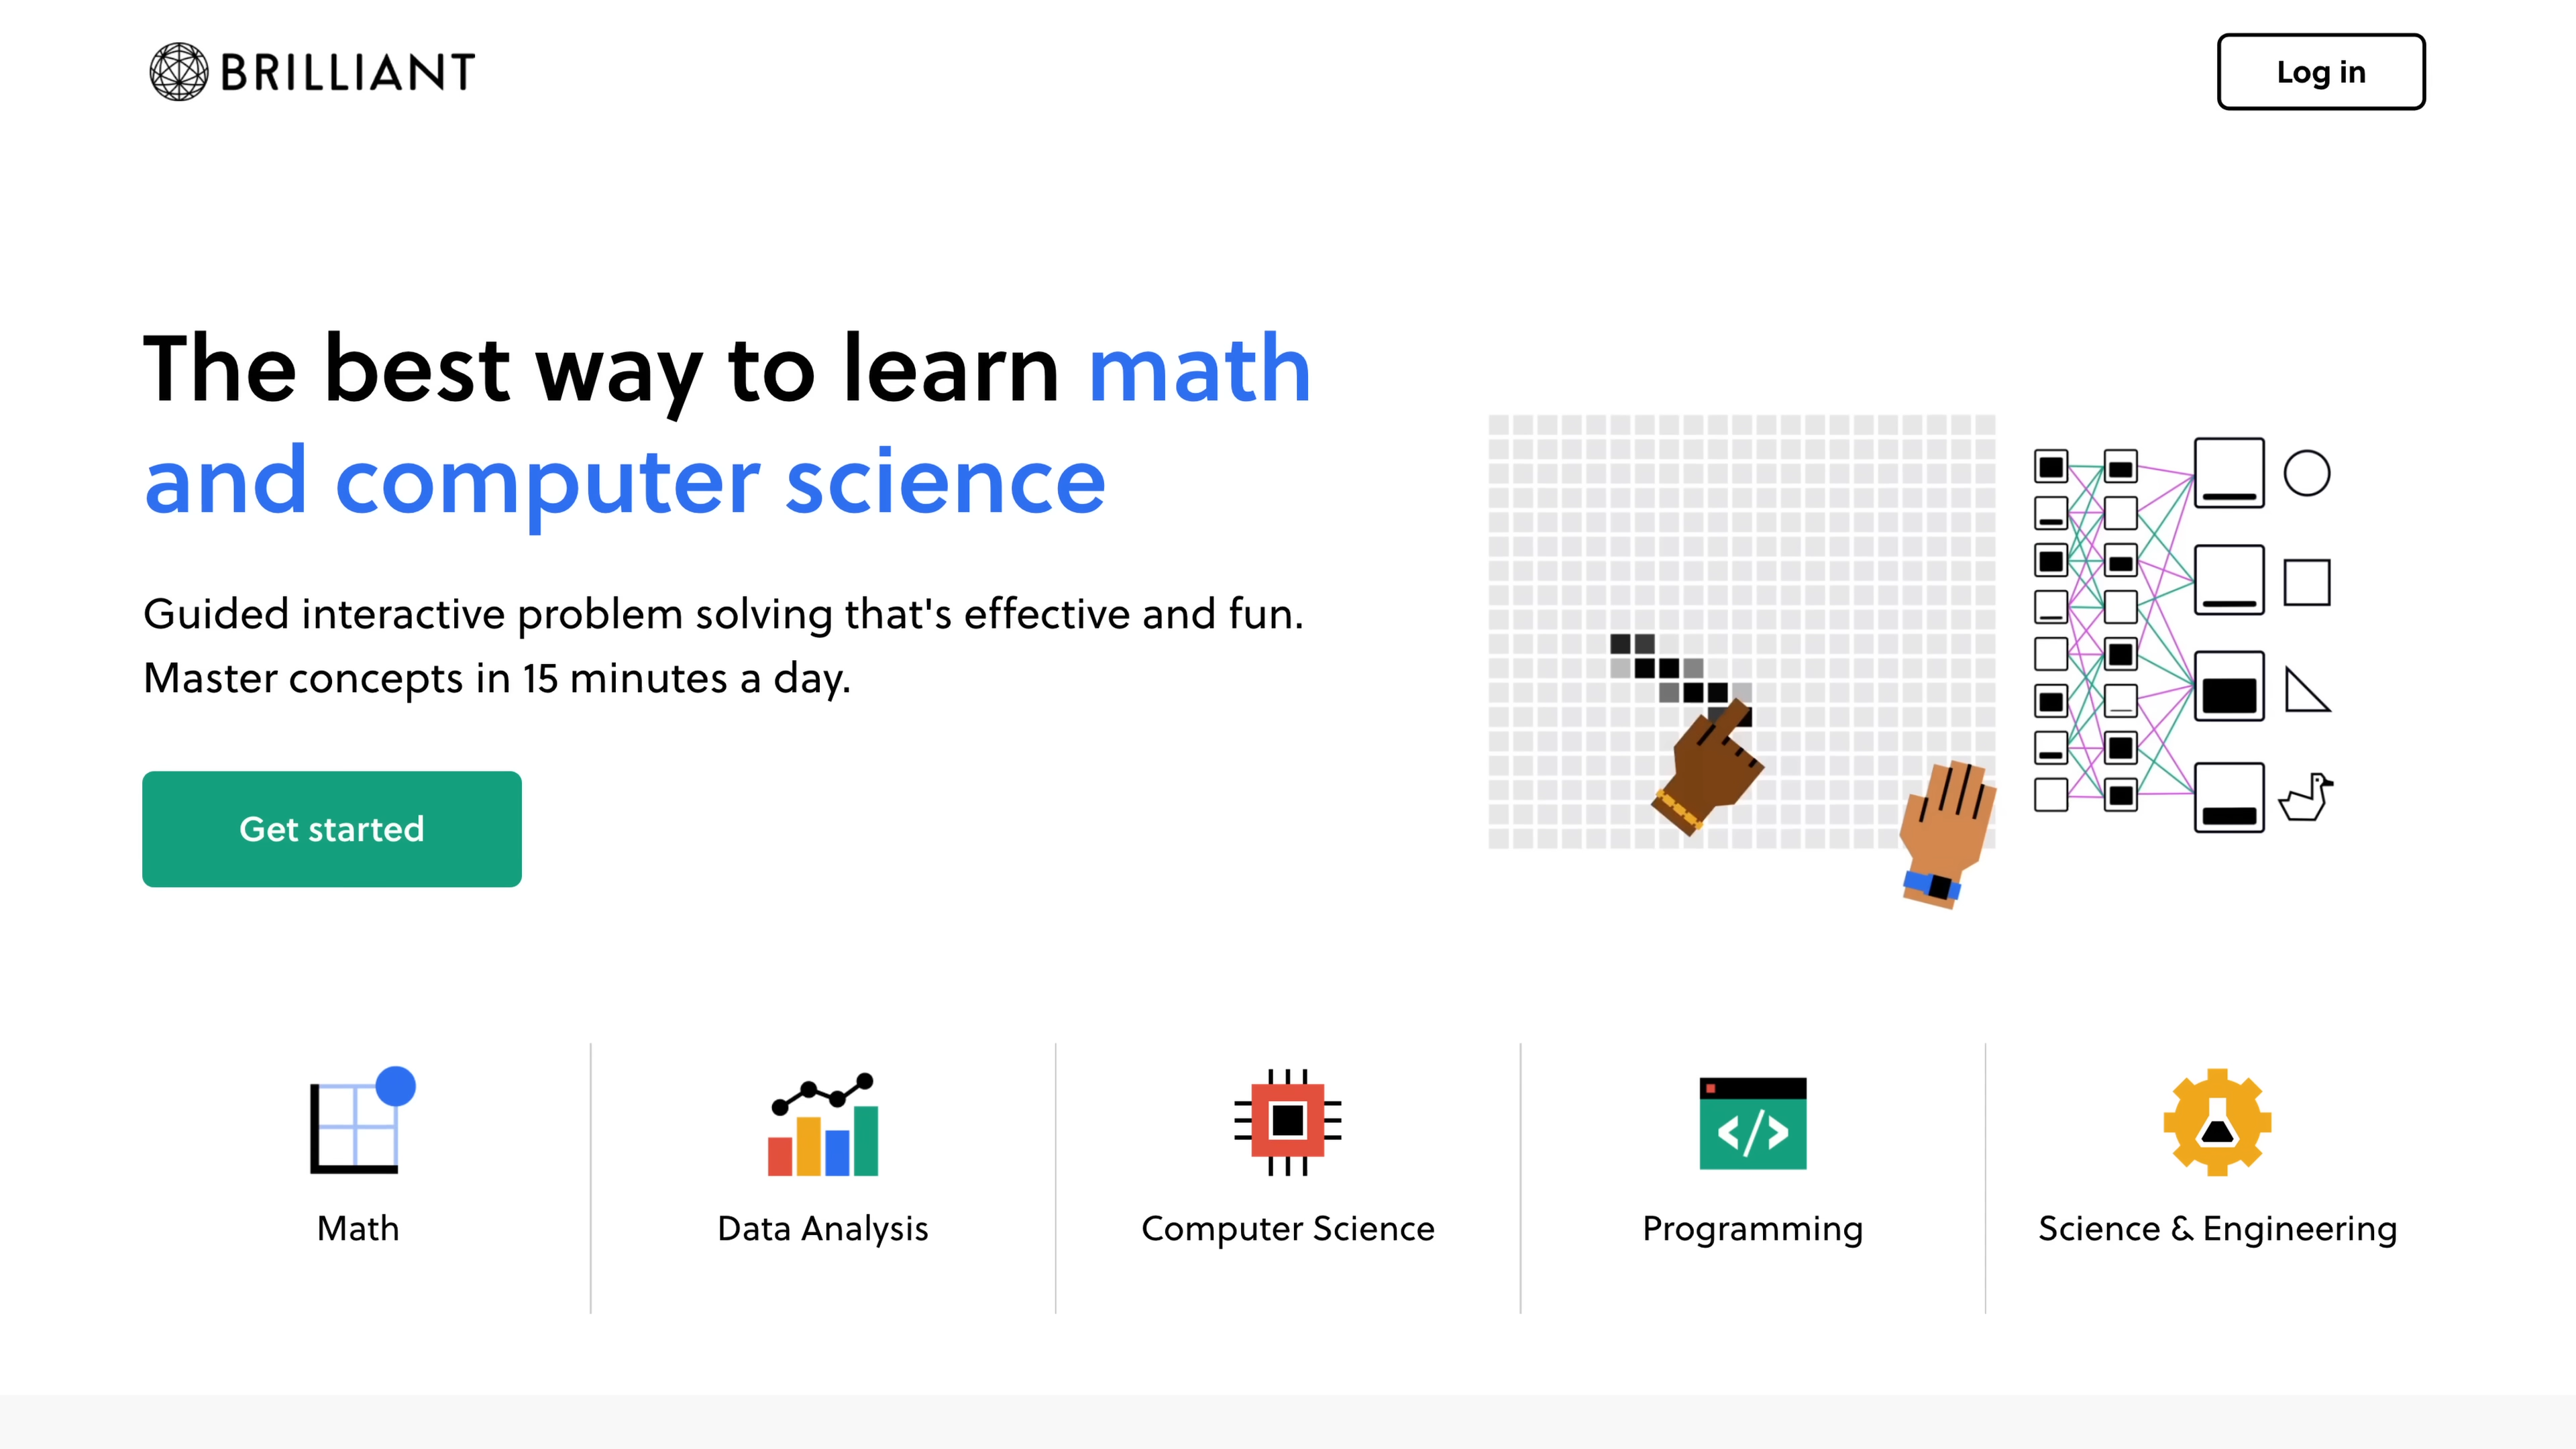 BRILLIANT
Log in
The best way to learn math
and computer science
Guided interactive problem solving that's effective and fun.
Master concepts in 15 minutes a day.
Get started
</>
Math
Data Analysis
Computer Science
Programming
Science & Engineering